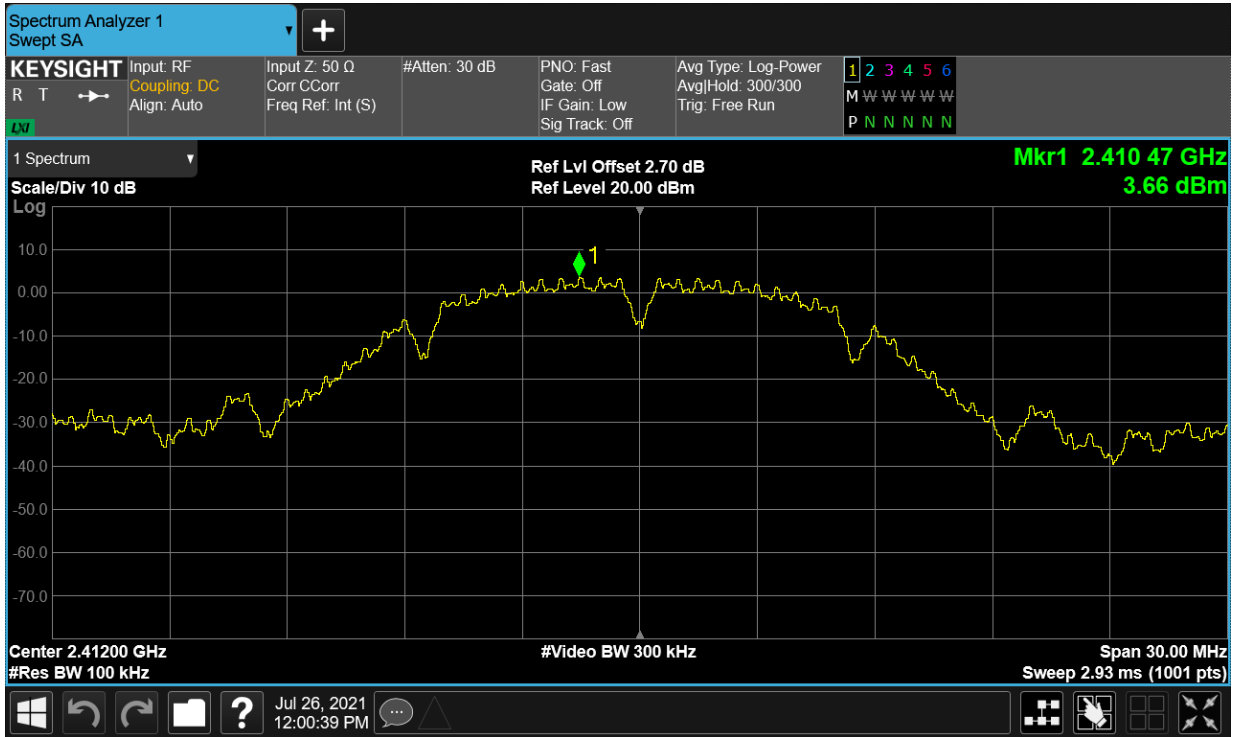 Spectrum Analyzer 1
Swept SA
KEYSIGHT
R T
LXI
Input: RF
Coupling: DC
Align: Auto
Input Z: 50 Ω
Corr CCorr
Freq Ref: Int (S)
#Atten: 30 dB
PNO: Fast
Gate: Off
IF Gain: Low
Sig Track: Off
Avg Type: Log-Power
Avg|Hold: 300/300
Trig: Free Run
1 2 3 4 5 6
M W W W W W
P N N N N N
1 Spectrum
Scale/Div 10 dB
Log
Ref Lvl Offset 2.70 dB
Ref Level 20.00 dBm
Mkr1 2.410 47 GHz
3.66 dBm
1
10.0
0.00
-10.0
-20.0
-30.0
-40.0
-50.0
-60.0
-70.0
Center 2.41200 GHz
#Res BW 100 kHz
#Video BW 300 kHz
Span 30.00 MHz
Sweep 2.93 ms (1001 pts)
?
Jul 26, 2021
12:00:39 PM